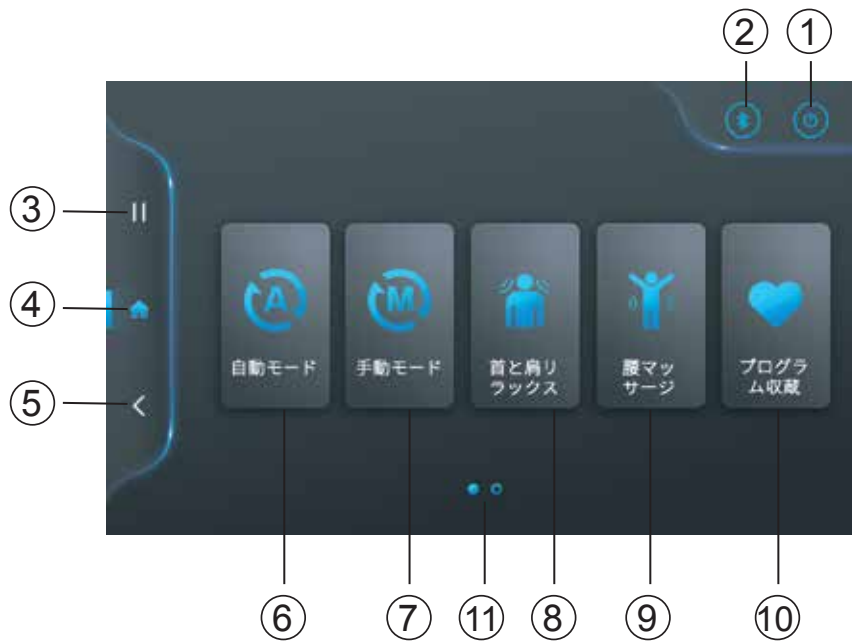 ② ①
③
④
⑤
A
M
自動モード
手動モード
首と肩リ
ラックス
腰マッ
サージ
プログラ
ム収蔵
⑥ ⑦ ⑪ ⑧ ⑨ ⑩